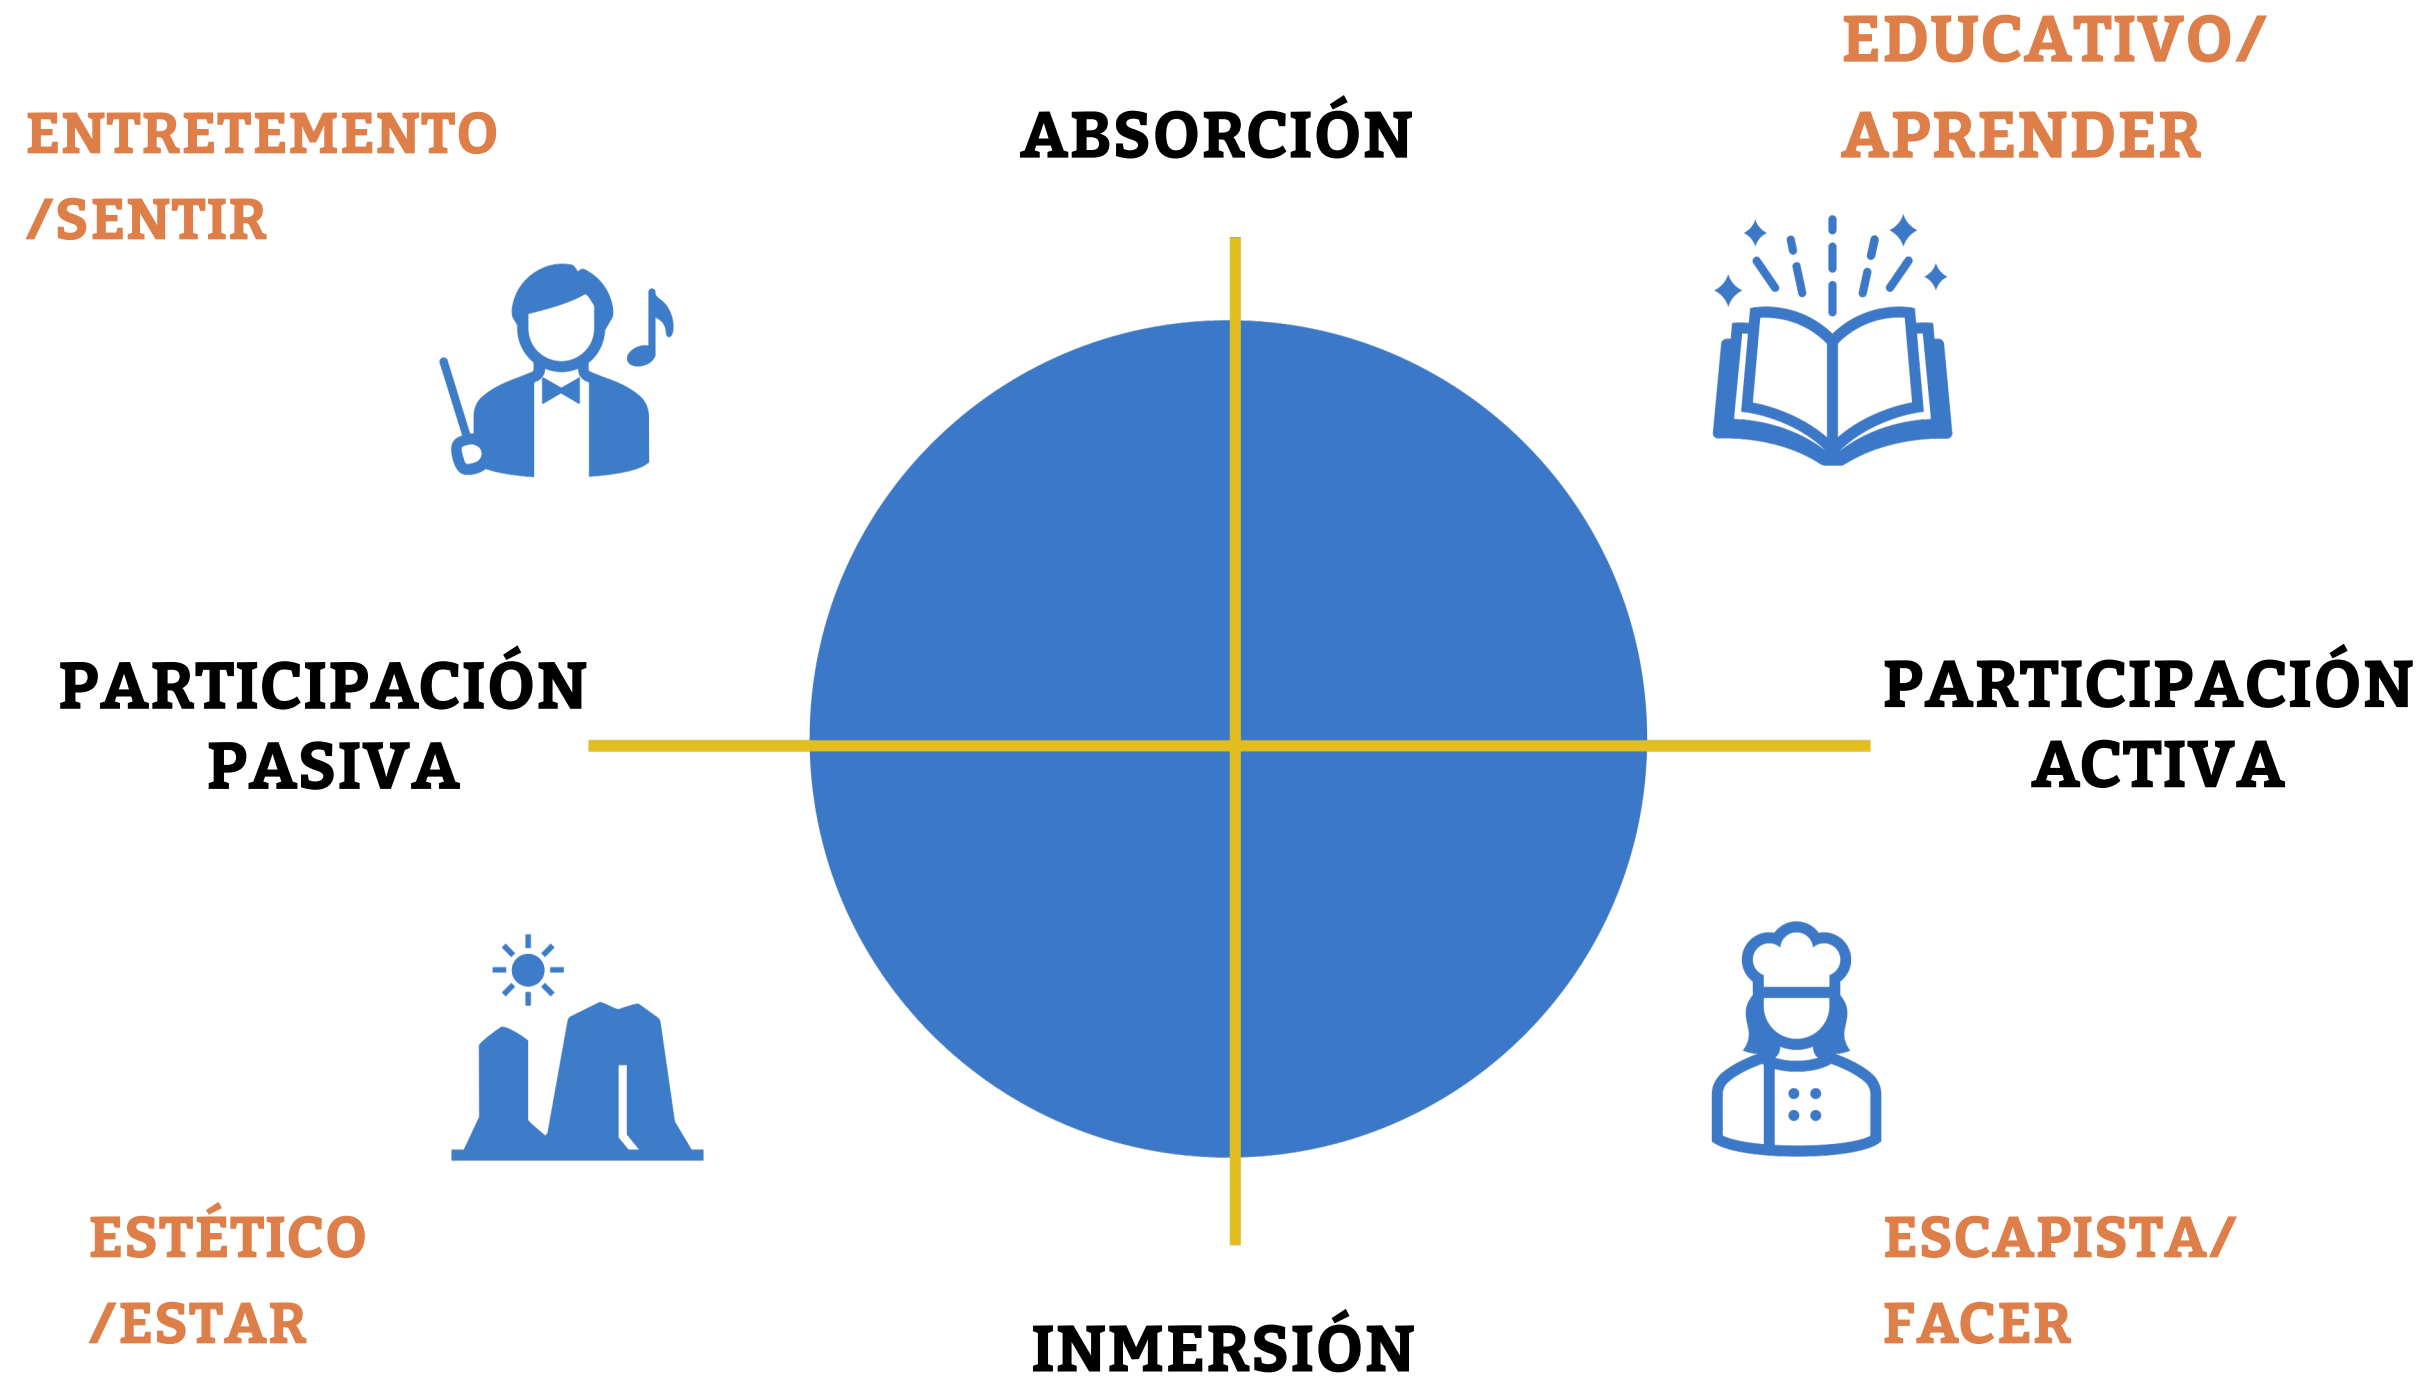 EDUCATIVO/
APRENDER
ENTRETEMENTO
/SENTIR
ABSORCIÓN
PARTICIPACIÓN
PASIVA
PARTICIPACIÓN
ACTIVA
ESTÉTICO
/ESTAR
INMERSIÓN
ESCAPISTA/
FACER